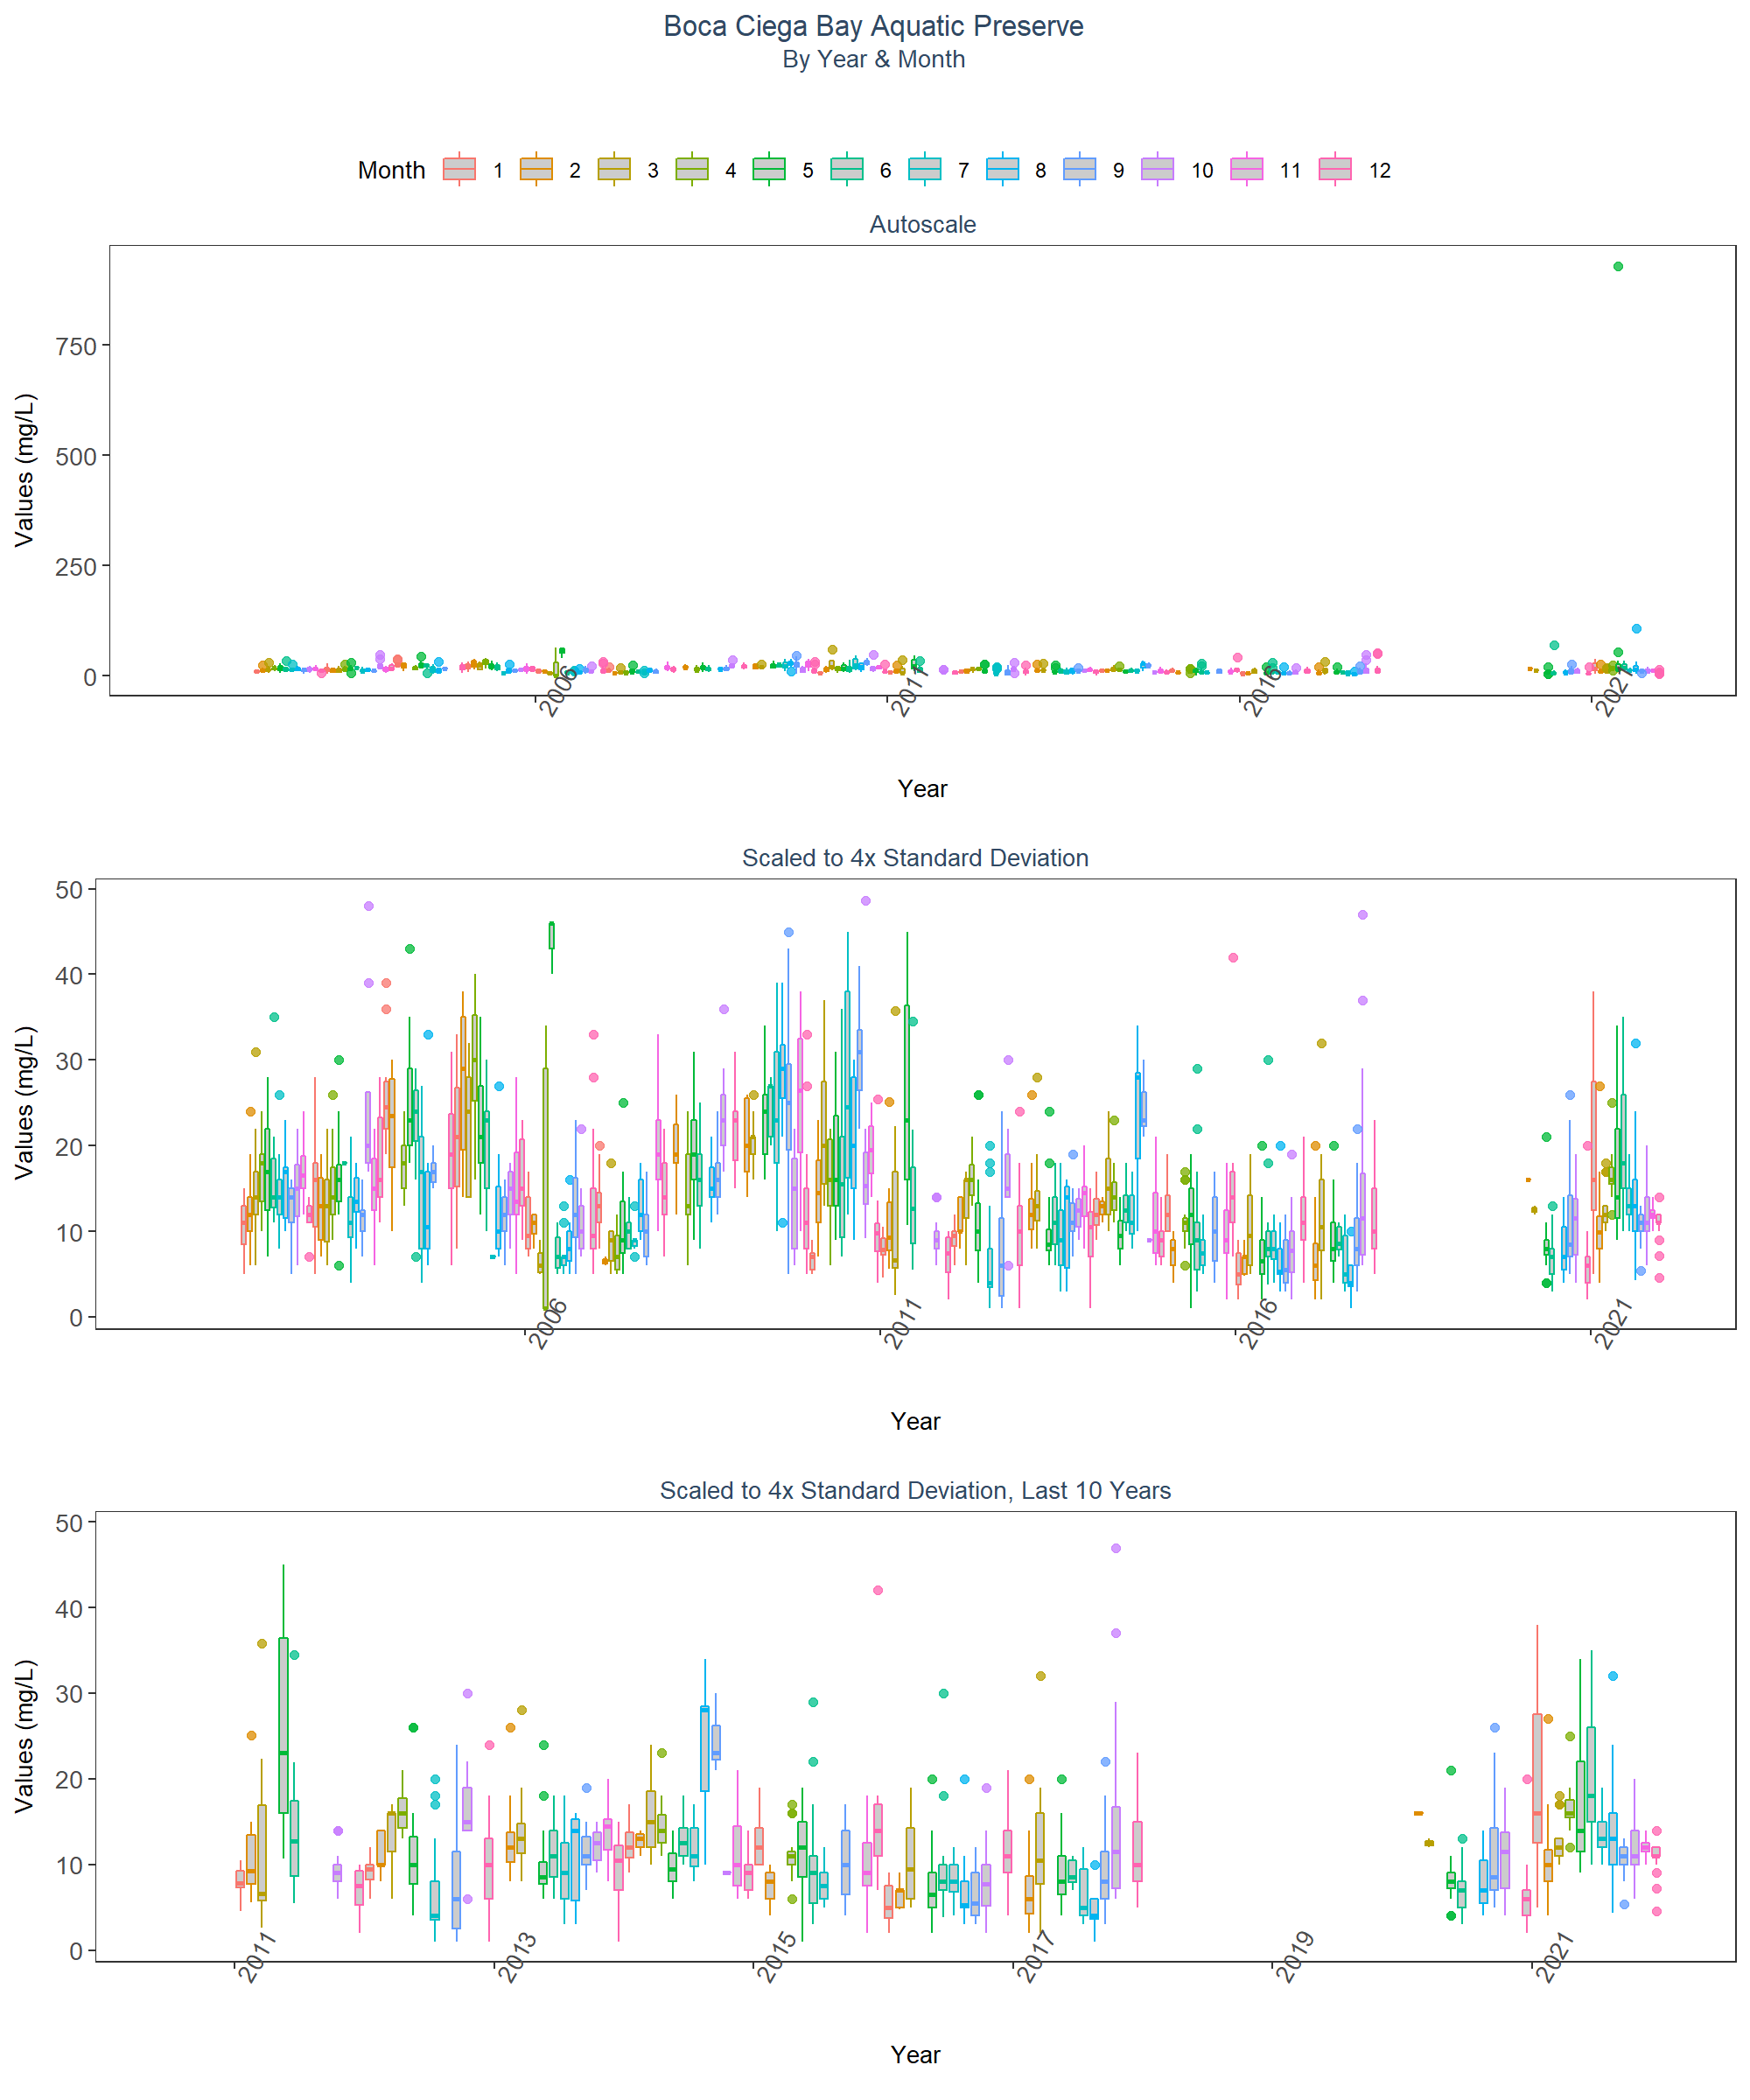 Boca Ciega Bay Aquatic Preserve
By Year & Month
Month 1 2 3 4 5 6 7 8 9 10 11 12
Autoscale
Values (mg/L)
750
500
250
0
2006 2011 2016 2021
Year
Scaled to 4x Standard Deviation
Values (mg/L)
50
40
30
20
10
0
2006 2011 2016 2021
Year
Scaled to 4x Standard Deviation, Last 10 Years
Values (mg/L)
50
40
30
20
10
0
2011 2013 2015 2017 2019 2021
Year